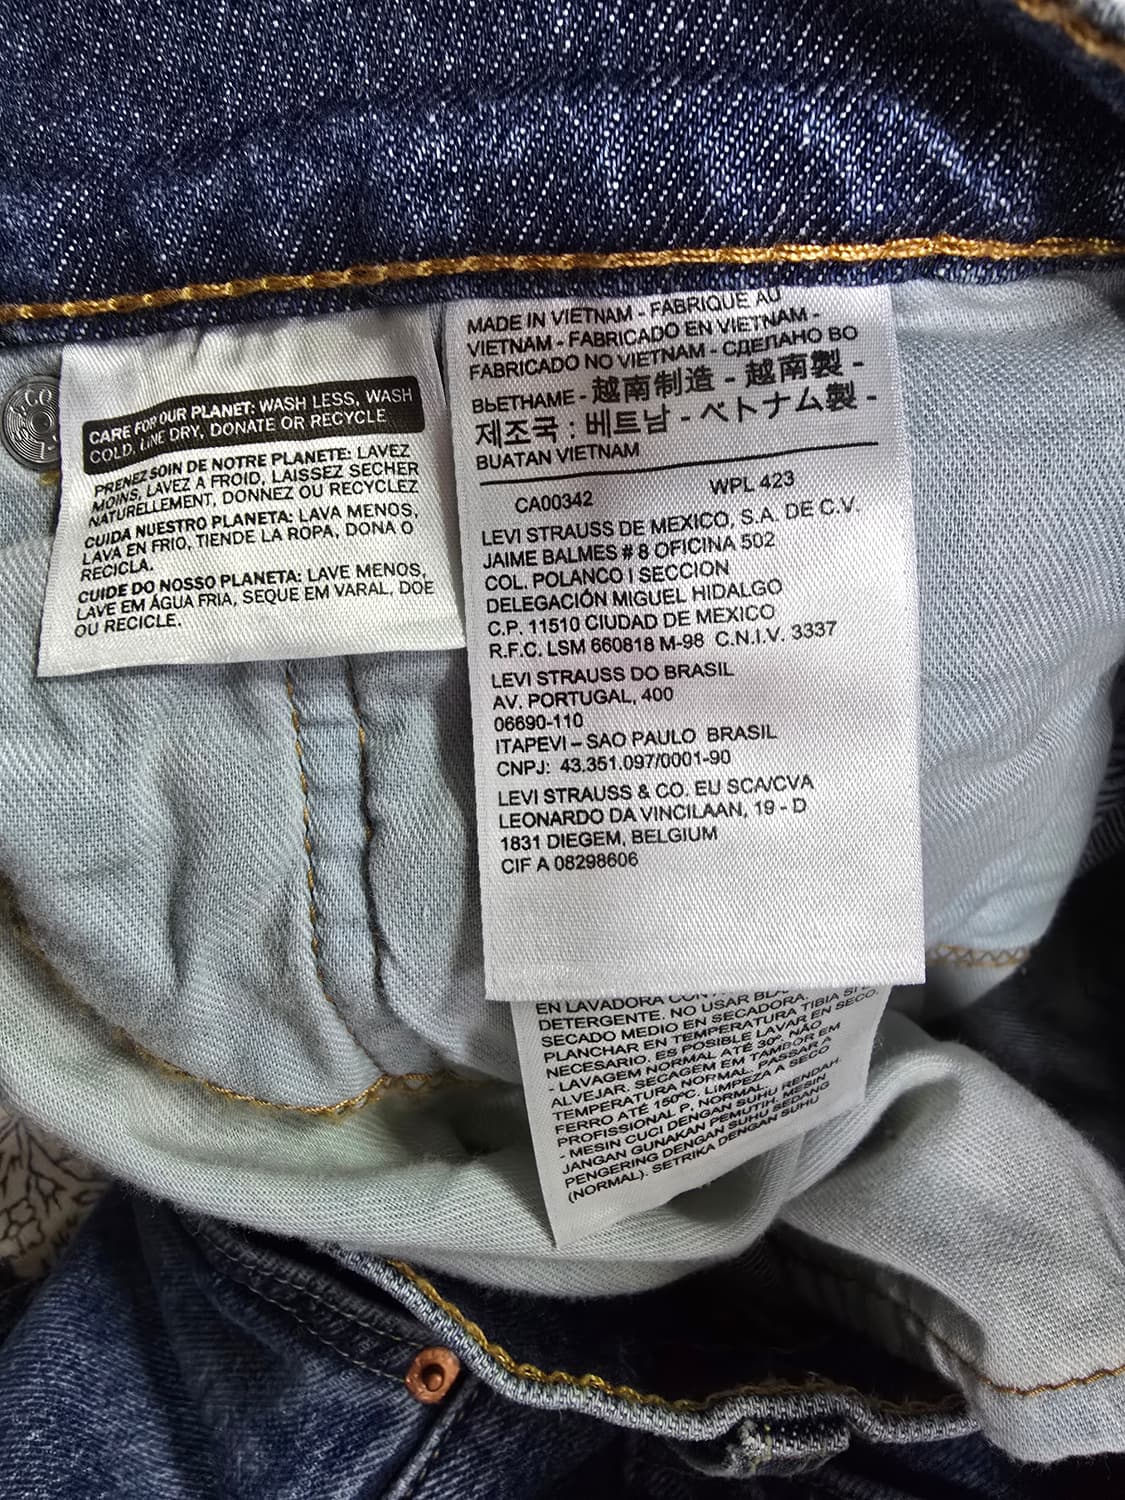 CARE FOR OUR PLANET: WASH LESS, WASH
COLD, LINE DRY, DONATE OR RECYCLE
PRENEZ SOIN DE NOTRE PLANETE: LAVEZ
MOINS, LAVEZ A FROID, LAISSEZ SECHER
NATURELLEMENT, DONNEZ OU RECYCLEZ
CUIDA NUESTRO PLANETA: LAVA MENOS,
LAVA EN FRIO, TIENDE LA ROPA, DONA O
RECICLA.
CUIDE DO NOSSO PLANETA: LAVE MENOS,
LAVE EM ÁGUA FRIA, SEQUE EM VARAL, DOE
OU RECICLE.
MADE IN VIETNAM - FABRIQUE AU
VIETNAM - FABRICADO EN VIETNAM -
FABRICADO NO VIETNAM - СДЕЛАНО ВО
ВЬЕТНАМЕ - 越南制造 - 越南製 -
제조국 : 베트남 - ベトナム製 -
BUATAN VIETNAM
CA00342 WPL 423
LEVI STRAUSS DE MEXICO, S.A. DE C.V.
JAIME BALMES # 8 OFICINA 502
COL. POLANCO I SECCION
DELEGACIÓN MIGUEL HIDALGO
C.P. 11510 CIUDAD DE MEXICO
R.F.C. LSM 660818 M-98 C.N.I.V. 3337
LEVI STRAUSS DO BRASIL
AV. PORTUGAL, 400
06690-110
ITAPEVI – SAO PAULO BRASIL
CNPJ: 43.351.097/0001-90
LEVI STRAUSS & CO. EU SCA/CVA
LEONARDO DA VINCILAAN, 19 - D
1831 DIEGEM, BELGIUM
CIF A 08298606
EN LAVADORA
DETERGENTE. NO USAR
SECADO MEDIO EN SECADORA.
PLANCHAR EN TEMPERATURA TIBIA SI
NECESARIO. ES POSIBLE LAVAR EN SECO.
- LAVAGEM NORMAL ATÉ 30º. NÃO
ALVEJAR. SECAGEM EM TAMBOR EM
TEMPERATURA NORMAL. PASSAR A
FERRO ATÉ 150ºC. LIMPEZA A SECO
PROFISSIONAL P, NORMAL.
- MESIN CUCI DENGAN SUHU RENDAH.
JANGAN GUNAKAN PEMUTIH. MESIN
PENGERING DENGAN SUHU SEDANG
(NORMAL). SETRIKA DENGAN SUHU